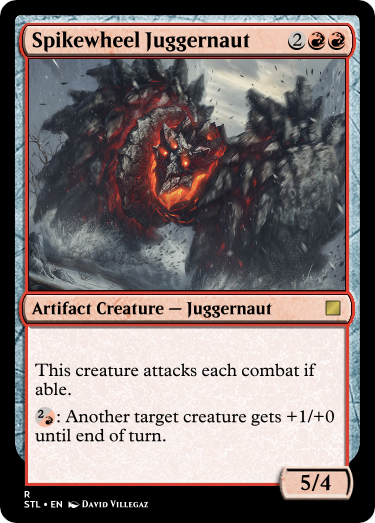 Spikewheel Juggernaut 2RR
Artifact Creature — Juggernaut
This creature attacks each combat if
able.
2/R: Another target creature gets +1/+0
until end of turn.
5/4
R
STL • EN DAVID VILLEGAZ